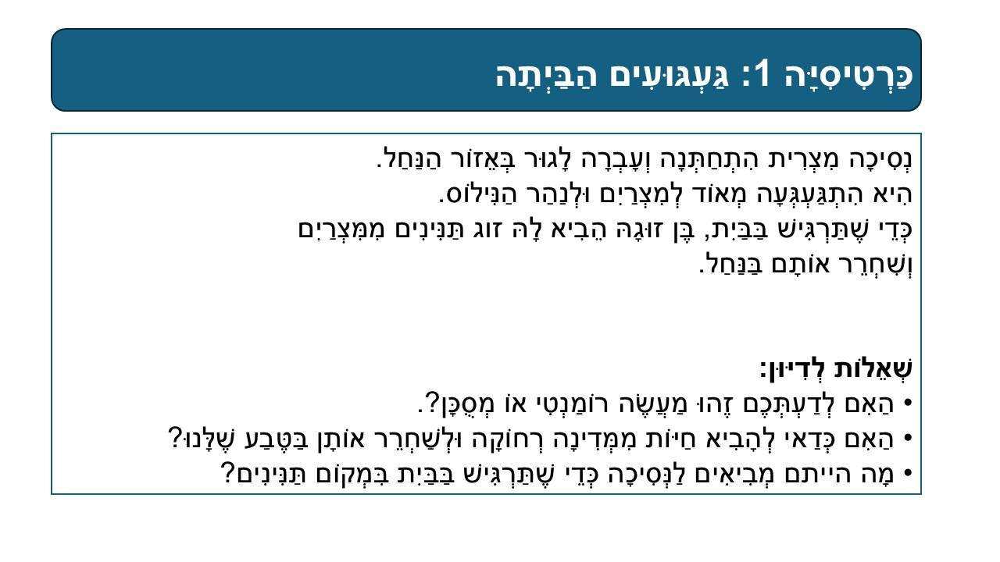 כַּרְטִיסִיָּה 1: גַּעְגּוּעִים הַבַּיְתָה
נְסִיכָה מִצְרִית הִתְחַתְּנָה וְעָבְרָה לָגוּר בְּאֵזוֹר הַנַּחַל.
הִיא הִתְגַּעְגְּעָה מְאוֹד לְמִצְרַיִם וּלְנַהַר הַנִּילוֹס.
כְּדֵי שֶׁתַּרְגִּישׁ בַּבַּיִת, בֶּן זוּגָהּ הֵבִיא לָהּ זוג תַּנִּינִים מִמִּצְרַיִם
וְשִׁחְרֵר אוֹתָם בַּנַּחַל.
שְׁאֵלוֹת לְדִיּוּן:
• הַאִם לְדַעְתְּכֶם זֶהוּ מַעֲשֶׂה רוֹמַנְטִי אוֹ מְסֻכָּן?.
• הַאִם כְּדַאי לְהָבִיא חַיּוֹת מִמְּדִינָה רְחוֹקָה וּלְשַׁחְרֵר אוֹתָן בַּטֶּבַע שֶׁלָּנוּ?
• מָה הייתם מְבִיאִים לַנְּסִיכָה כְּדֵי שֶׁתַּרְגִּישׁ בַּבַּיִת בִּמְקוֹם תַּנִּינִים?